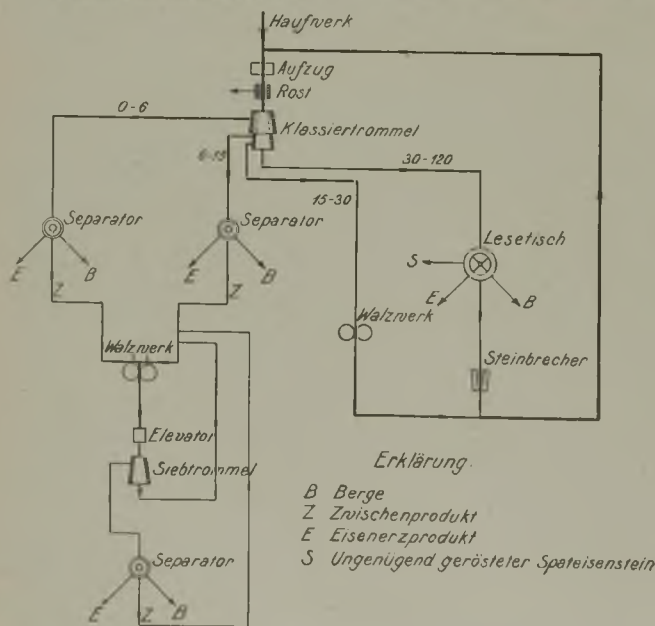 Haufwerk
Aufzug
Rost
0-6
Klassiertrommel
6-15
30-120
15-30
Separator
Separator
Lesetisch
S
E
B
E
B
E
B
Z
Z
Walzwerk
Walzwerk
Steinbrecher
Elevator
Siebtrommel
Erklärung.
B Berge
Z Zwischenprodukt
E Eisenerzprodukt
S Ungenügend gerösteter Spateisenstein
Separator
E
Z
B